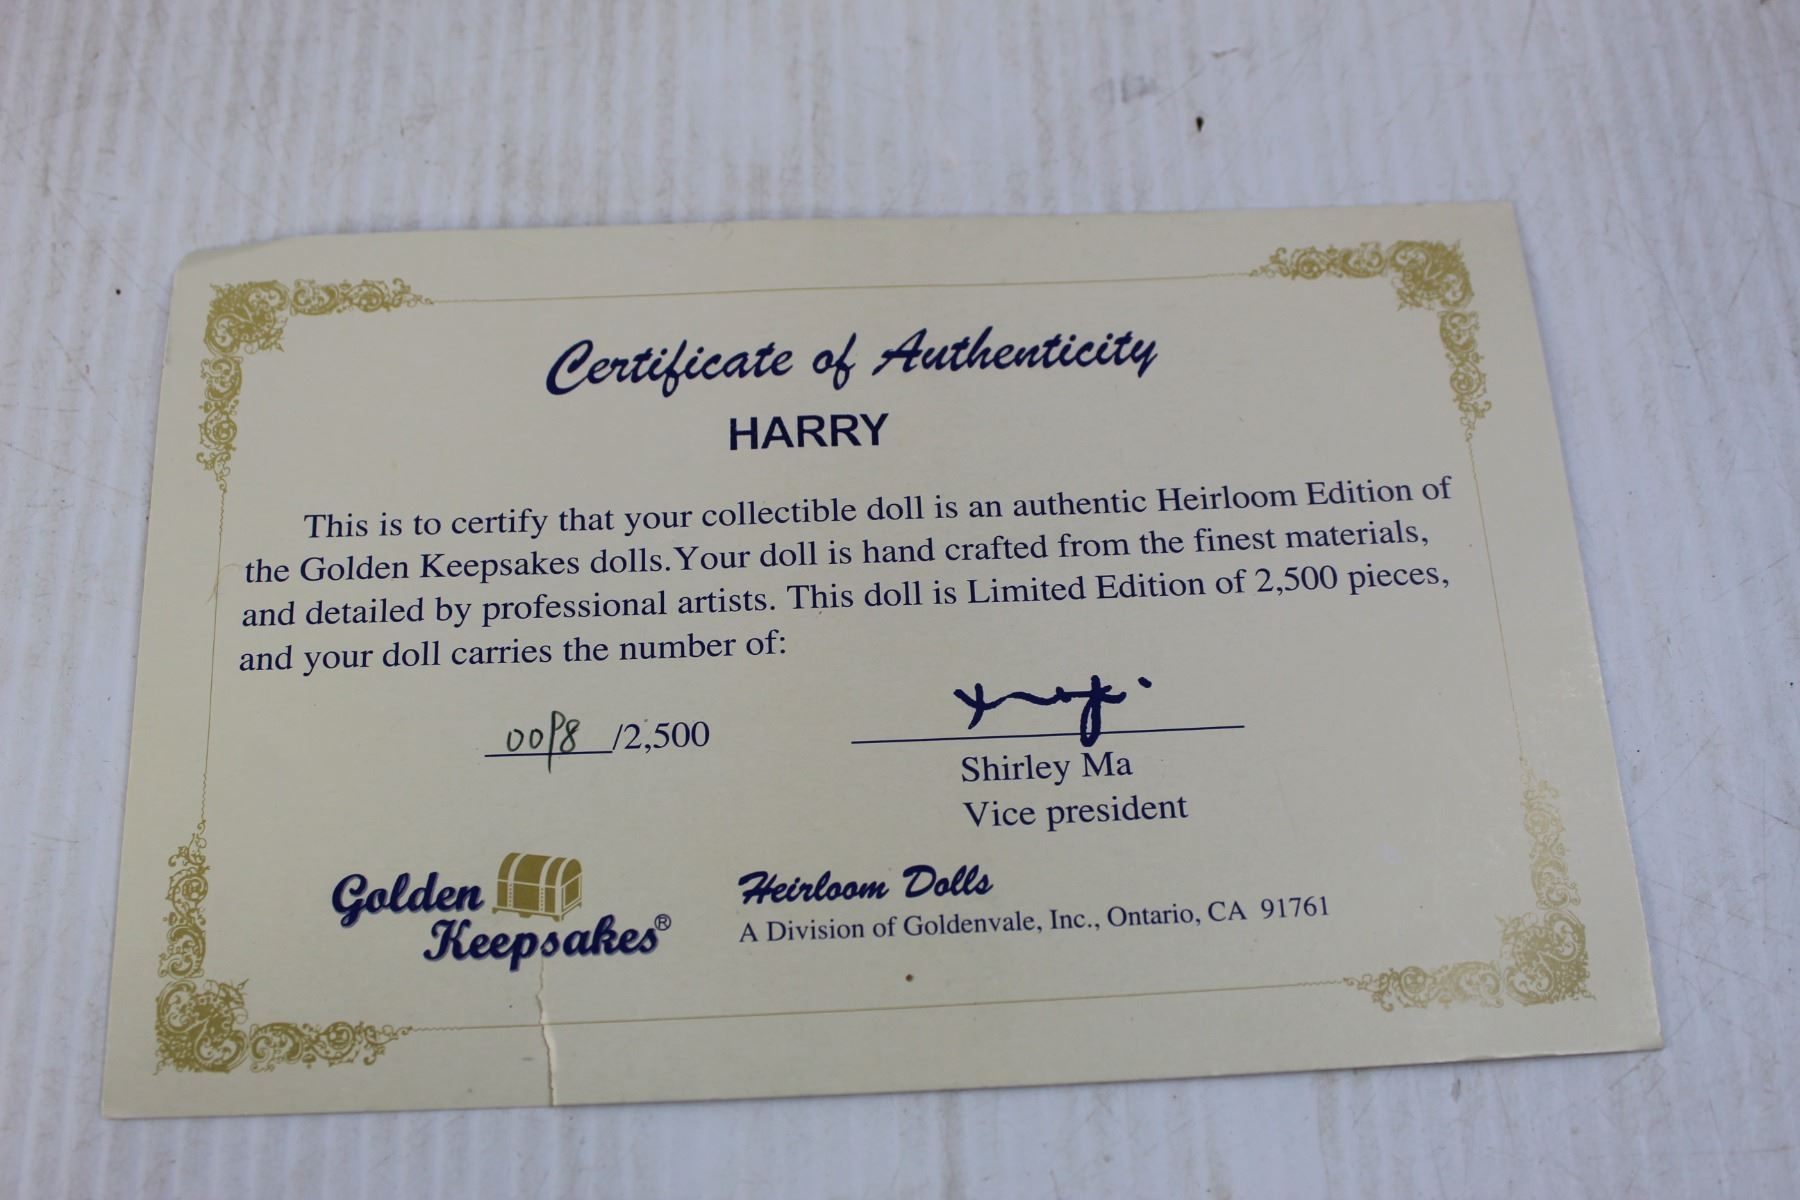 Certificate of Authenticity
HARRY
This is to certify that your collectible doll is an authentic Heirloom Edition of
the Golden Keepsakes dolls.Your doll is hand crafted from the finest materials,
and detailed by professional artists. This doll is Limited Edition of 2,500 pieces,
and your doll carries the number of:
/2,500
Shirley Ma
Vice president
Golden
Keepsakes®
Heirloom Dolls
A Division of Goldenvale, Inc., Ontario, CA 91761